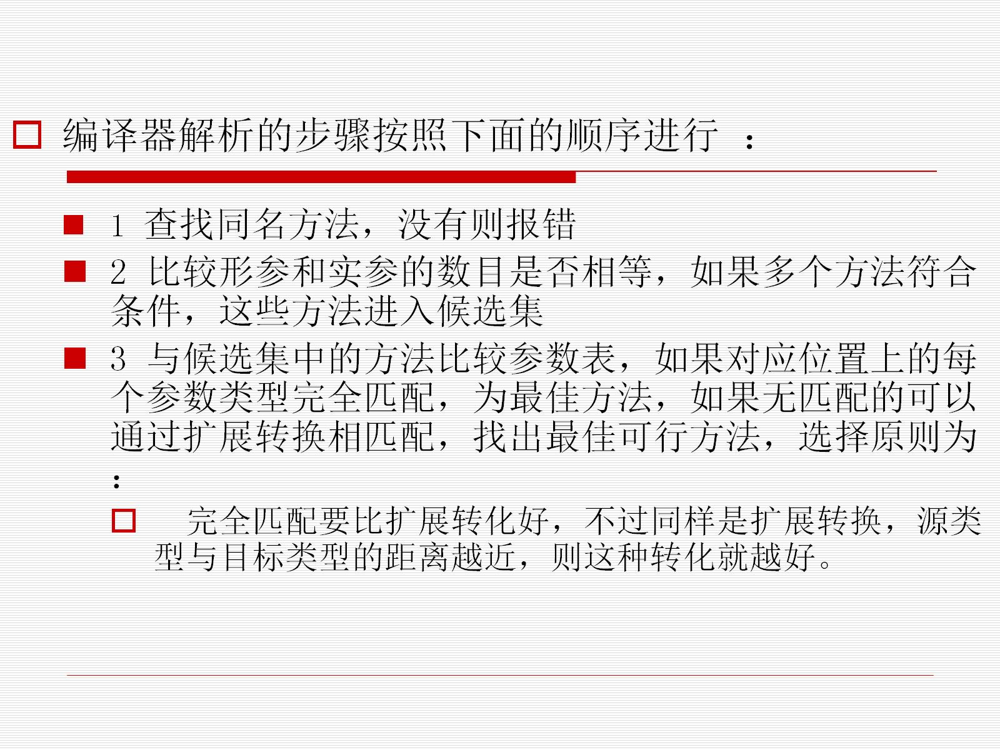 编译器解析的步骤按照下面的顺序进行 :
1 查找同名方法，没有则报错
2 比较形参和实参的数目是否相等，如果多个方法符合
条件，这些方法进入候选集
3 与候选集中的方法比较参数表，如果对应位置上的每
个参数类型完全匹配，为最佳方法，如果无匹配的可以
通过扩展转换相匹配，找出最佳可行方法，选择原则为
:
完全匹配要比扩展转化好，不过同样是扩展转换，源类
型与目标类型的距离越近，则这种转化就越好。